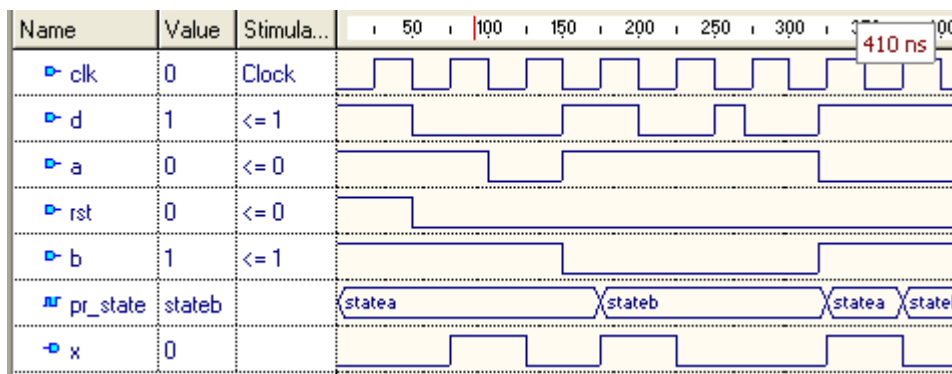 Name Value Stimula... 50 100 150 200 250 300 410 ns
clk 0 Clock
d 1 <= 1
a 0 <= 0
rst 0 <= 0
b 1 <= 1
pr_state stateb statea stateb statea
x 0